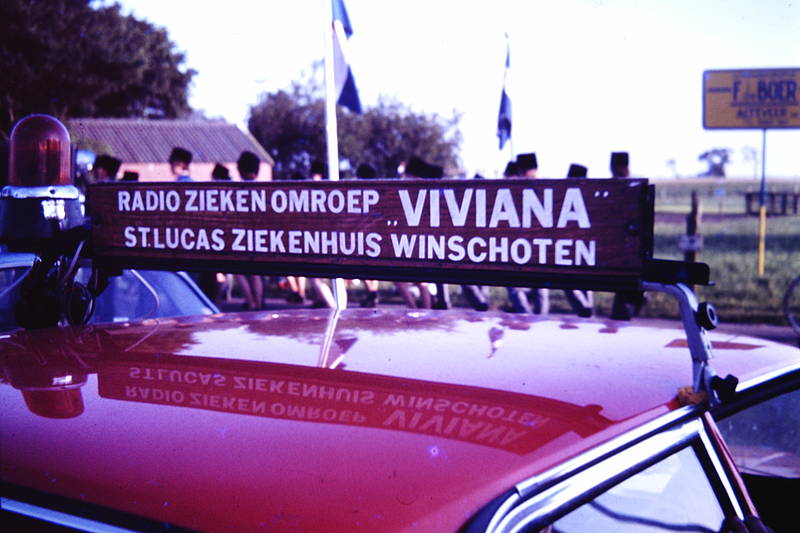 RADIO ZIEKEN OMROEP „VIVIANA"
ST.LUCAS ZIEKENHUIS WINSCHOTEN
BOER